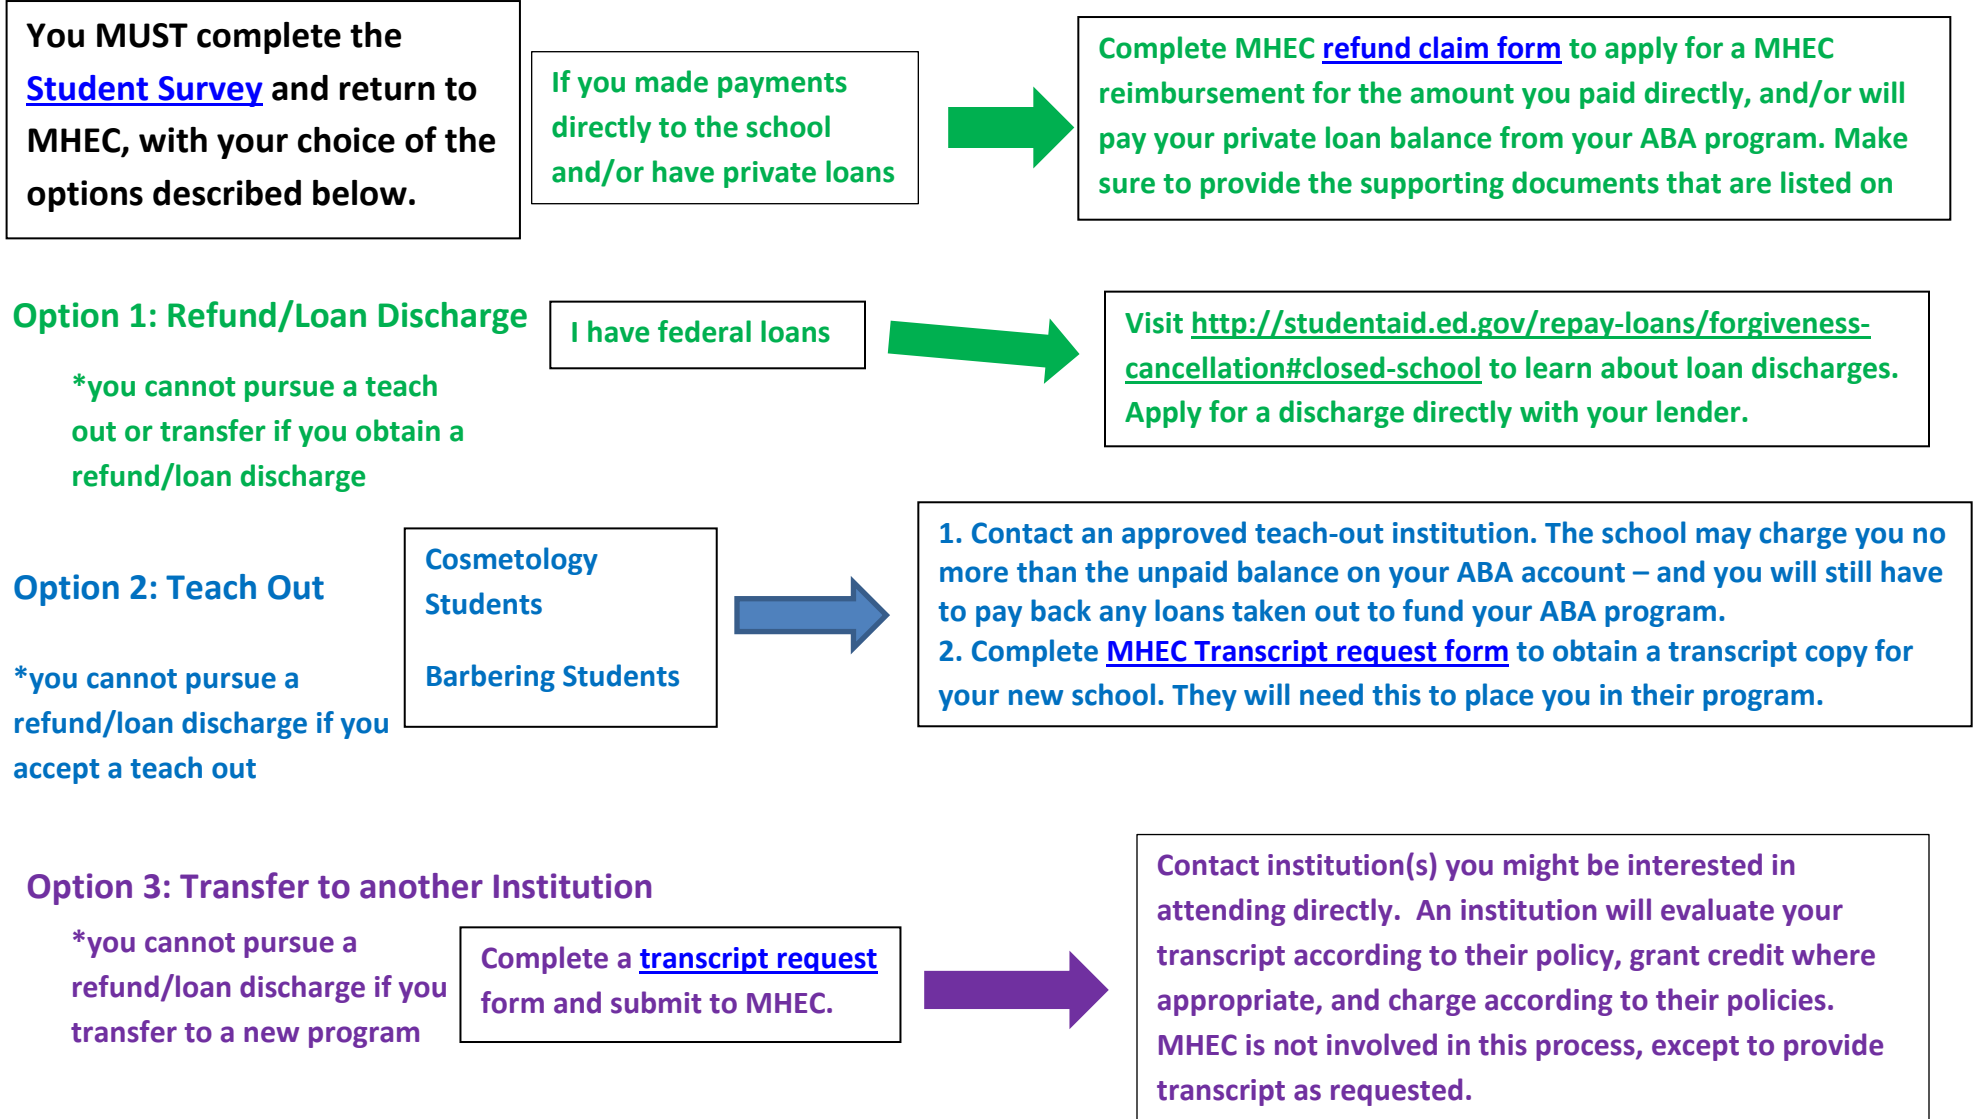 You MUST complete the
Student Survey and return to
MHEC, with your choice of the
options described below.
If you made payments
directly to the school
and/or have private loans
Complete MHEC refund claim form to apply for a MHEC
reimbursement for the amount you paid directly, and/or will
pay your private loan balance from your ABA program. Make
sure to provide the supporting documents that are listed on
Option 1: Refund/Loan Discharge
*you cannot pursue a teach
out or transfer if you obtain a
refund/loan discharge
I have federal loans
Visit http://studentaid.ed.gov/repay-loans/forgiveness-
cancellation#closed-school to learn about loan discharges.
Apply for a discharge directly with your lender.
Option 2: Teach Out
*you cannot pursue a
refund/loan discharge if you
accept a teach out
Cosmetology
Students
Barbering Students
1. Contact an approved teach-out institution. The school may charge you no
more than the unpaid balance on your ABA account – and you will still have
to pay back any loans taken out to fund your ABA program.
2. Complete MHEC Transcript request form to obtain a transcript copy for
your new school. They will need this to place you in their program.
Option 3: Transfer to another Institution
*you cannot pursue a
refund/loan discharge if you
transfer to a new program
Complete a transcript request
form and submit to MHEC.
Contact institution(s) you might be interested in
attending directly.  An institution will evaluate your
transcript according to their policy, grant credit where
appropriate, and charge according to their policies.
MHEC is not involved in this process, except to provide
transcript as requested.